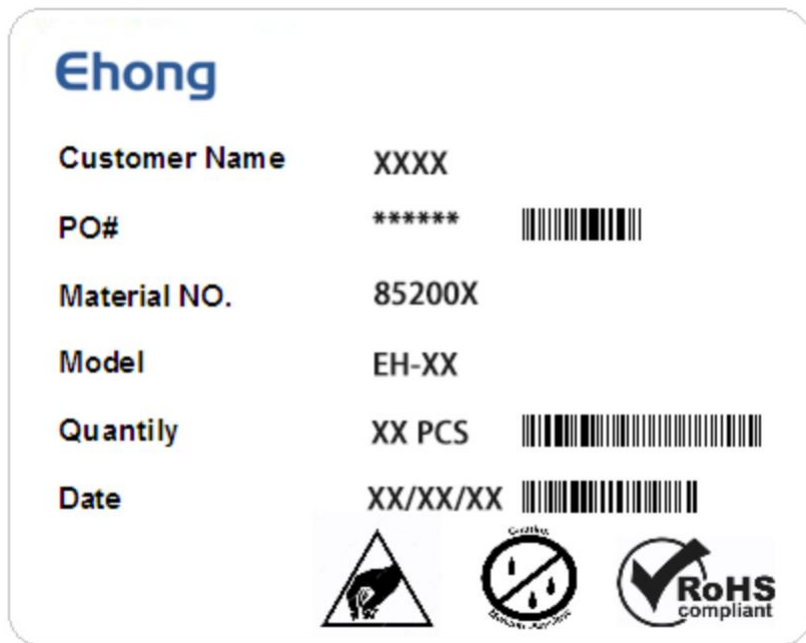 Ehong
Customer Name XXXX
PO# ******
Material NO. 85200X
Model EH-XX
Quantily XX PCS
Date XX/XX/XX
RoHS
compliant